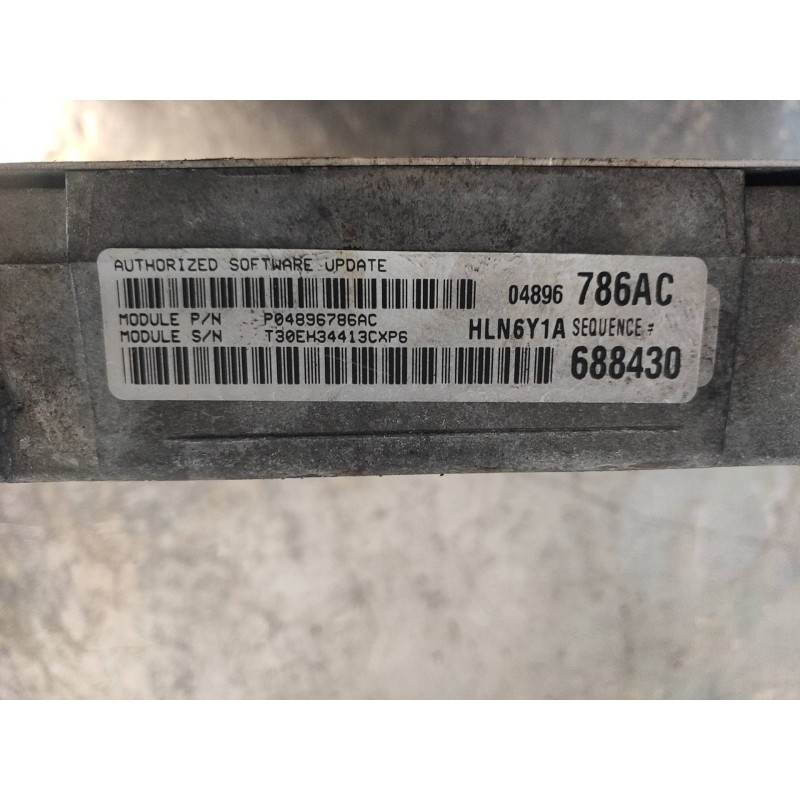 AUTHORIZED SOFTWARE UPDATE
04896 786AC
MODULE P/N P04896786AC
MODULE S/N T30EH34413CXP6
HLN6Y1A SEQUENCE #
688430